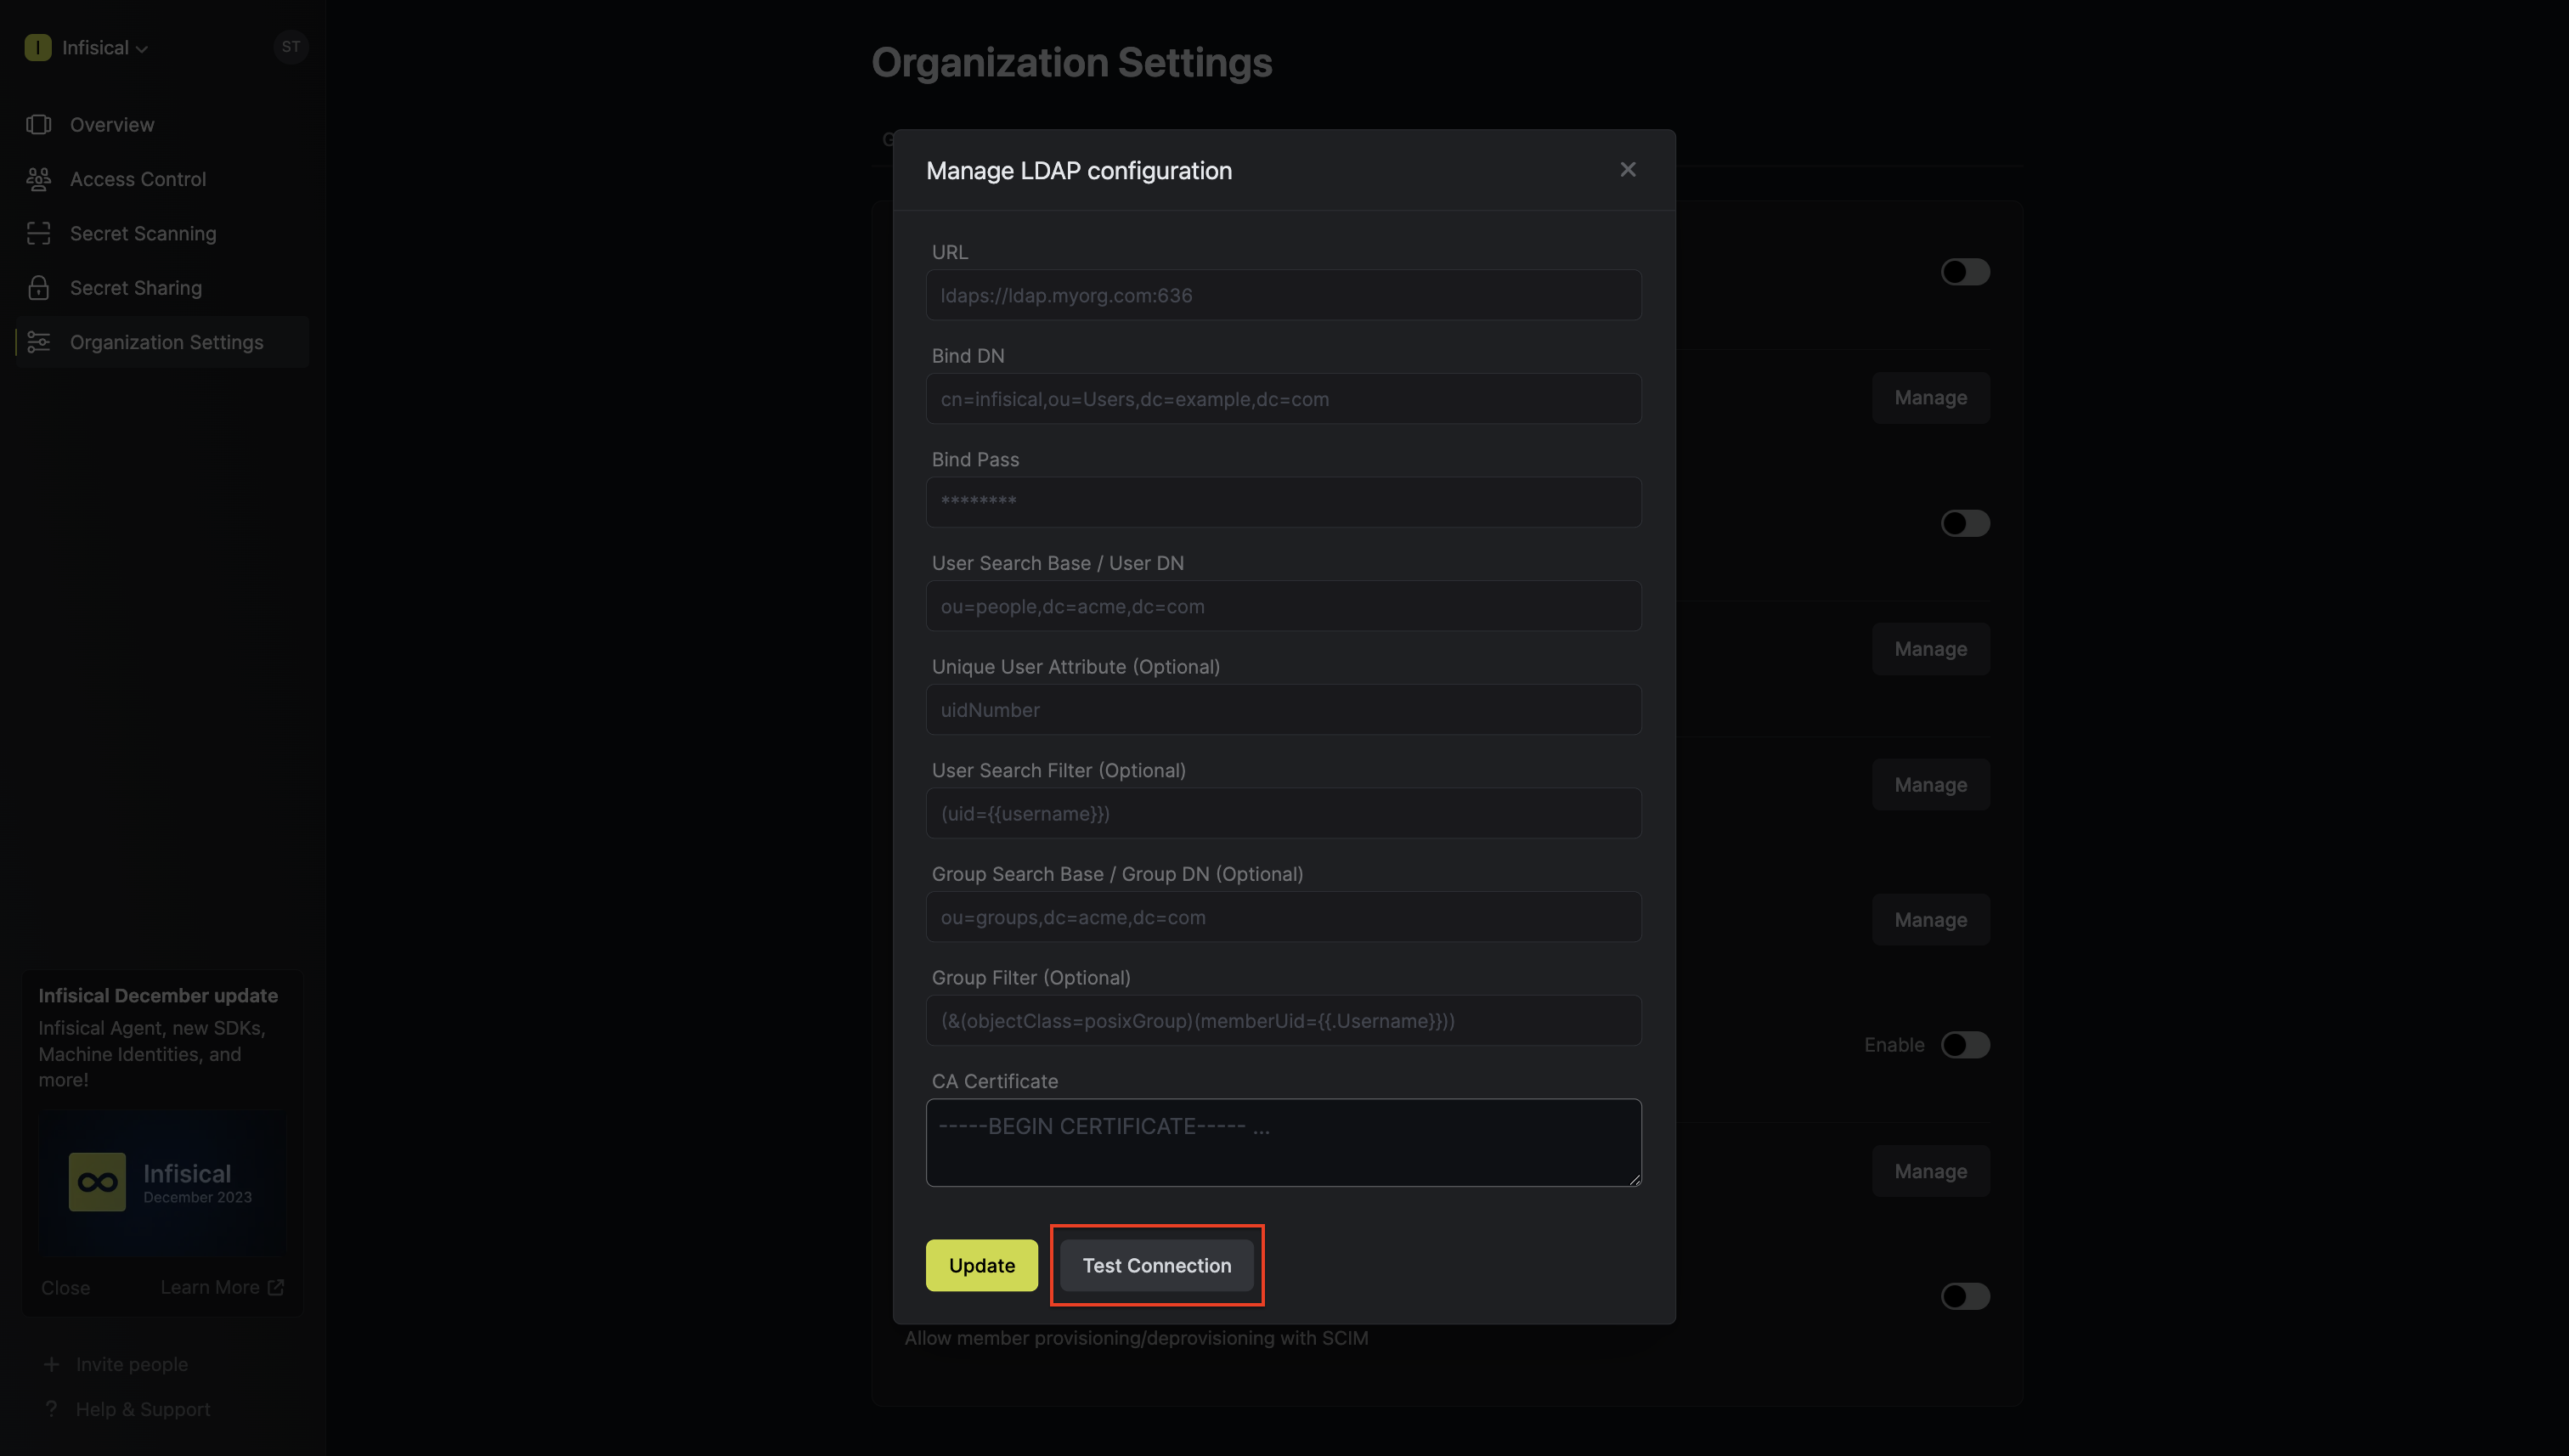 I Infisical
ST
Overview
Access Control
Secret Scanning
Secret Sharing
Organization Settings
Infisical December update
Infisical Agent, new SDKs,
Machine Identities, and
more!
Infisical
December 2023
Close
Learn More
Invite people
? Help & Support
Organization Settings
G
Manage LDAP configuration
URL
ldaps://ldap.myorg.com:636
Bind DN
cn=infisical,ou=Users,dc=example,dc=com
Bind Pass
********
User Search Base / User DN
ou=people,dc=acme,dc=com
Unique User Attribute (Optional)
uidNumber
User Search Filter (Optional)
(uid={{username}})
Group Search Base / Group DN (Optional)
ou=groups,dc=acme,dc=com
Group Filter (Optional)
(&(objectClass=posixGroup)(memberUid={{.Username}}))
CA Certificate
-----BEGIN CERTIFICATE----- ...
Update
Test Connection
Allow member provisioning/deprovisioning with SCIM
Manage
Manage
Manage
Manage
Enable
Manage